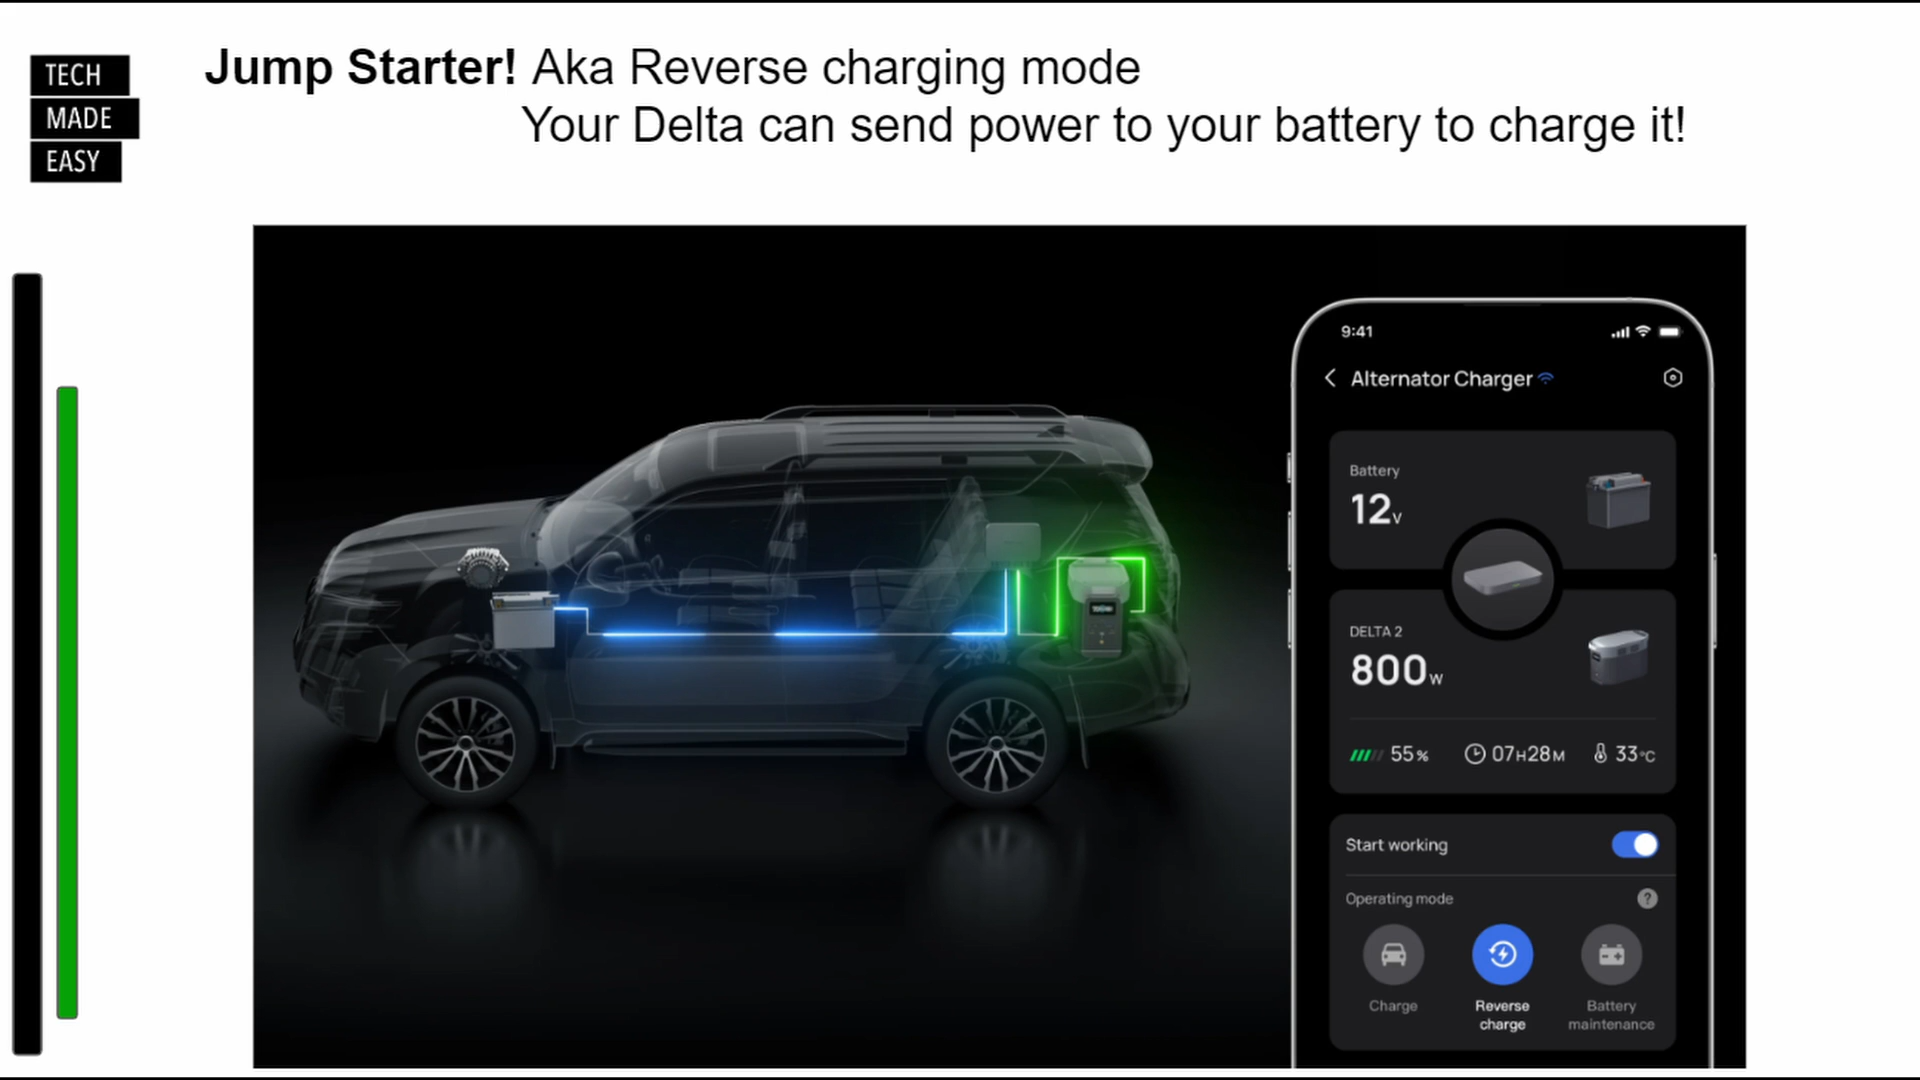 TECH
MADE
EASY
Jump Starter! Aka Reverse charging mode
Your Delta can send power to your battery to charge it!
9:41
Alternator Charger
Battery
12V
DELTA 2
800W
55% 07H28M 33°C
Start working
Operating mode ?
Charge
Reverse charge
Battery maintenance